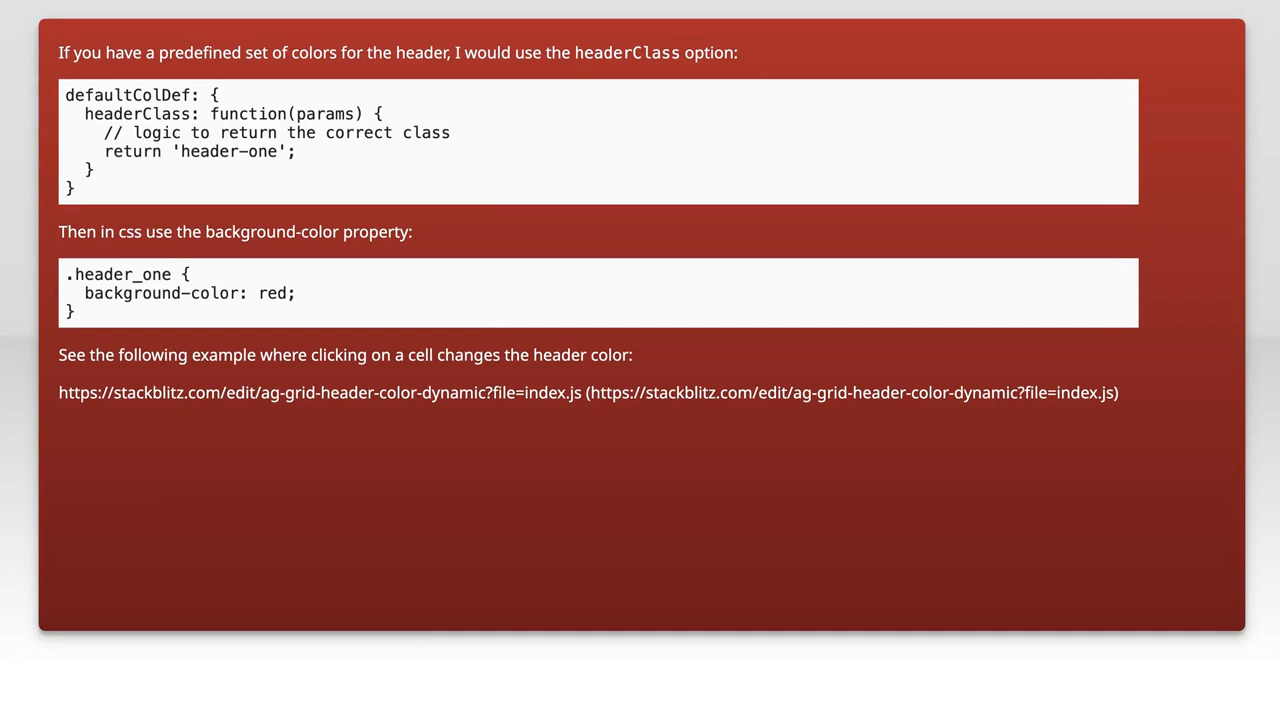 If you have a predefined set of colors for the header, I would use the headerClass option:
defaultColDef: {
  headerClass: function(params) {
    // logic to return the correct class
    return 'header-one';
  }
}
Then in css use the background-color property:
.header_one {
  background-color: red;
}
See the following example where clicking on a cell changes the header color:
https://stackblitz.com/edit/ag-grid-header-color-dynamic?file=index.js (https://stackblitz.com/edit/ag-grid-header-color-dynamic?file=index.js)